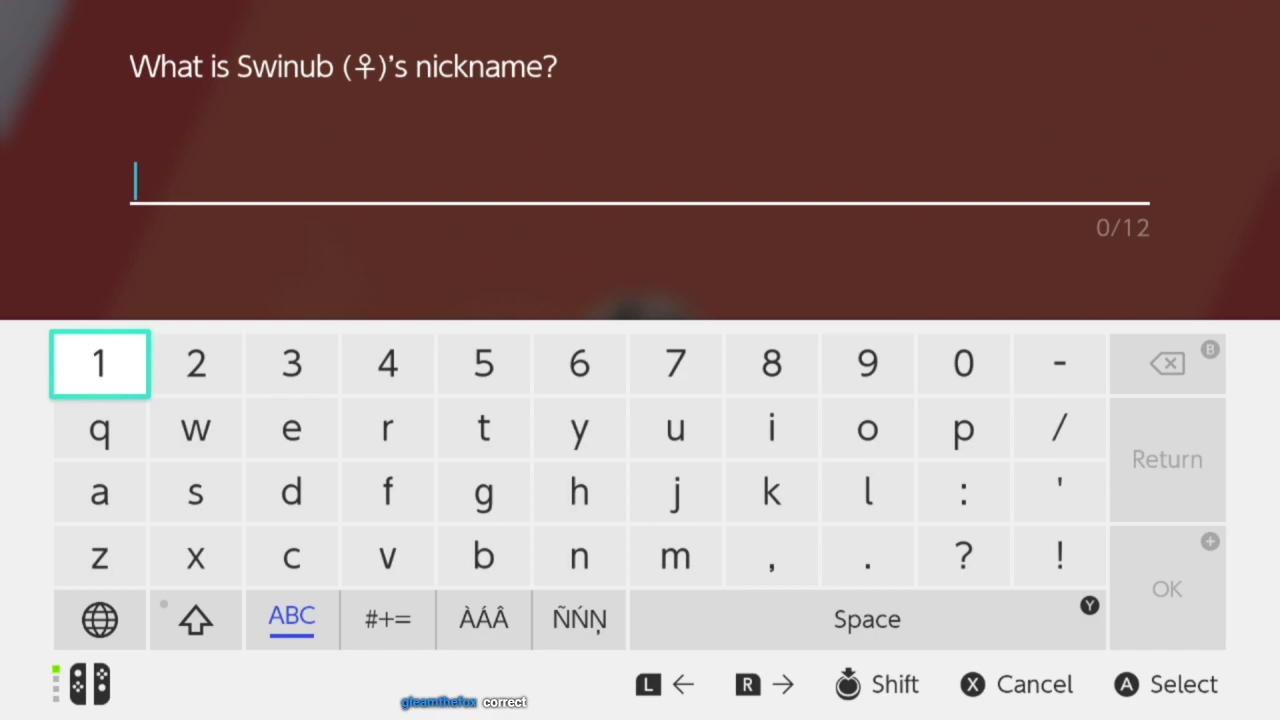 What is Swinub (♀)'s nickname?
0/12
1 2 3 4 5 6 7 8 9 0 - B
q w e r t y u i o p / Return
a s d f g h j k l : '
z x c v b n m , . ? ! +
ABC #+= ÀÁÂ ÑŃŅ Space Y OK
L ← R → Shift X Cancel A Select
gleamthefox correct